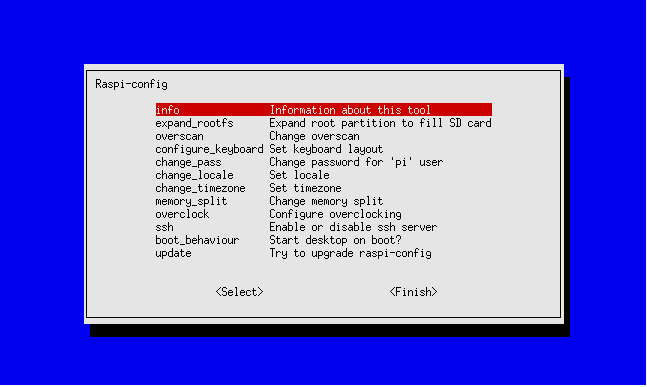 Raspi-config
info Information about this tool
expand_rootfs Expand root partition to fill SD card
overscan Change overscan
configure_keyboard Set keyboard layout
change_pass Change password for 'pi' user
change_locale Set locale
change_timezone Set timezone
memory_split Change memory split
overclock Configure overclocking
ssh Enable or disable ssh server
boot_behaviour Start desktop on boot?
update Try to upgrade raspi-config
<Select> <Finish>